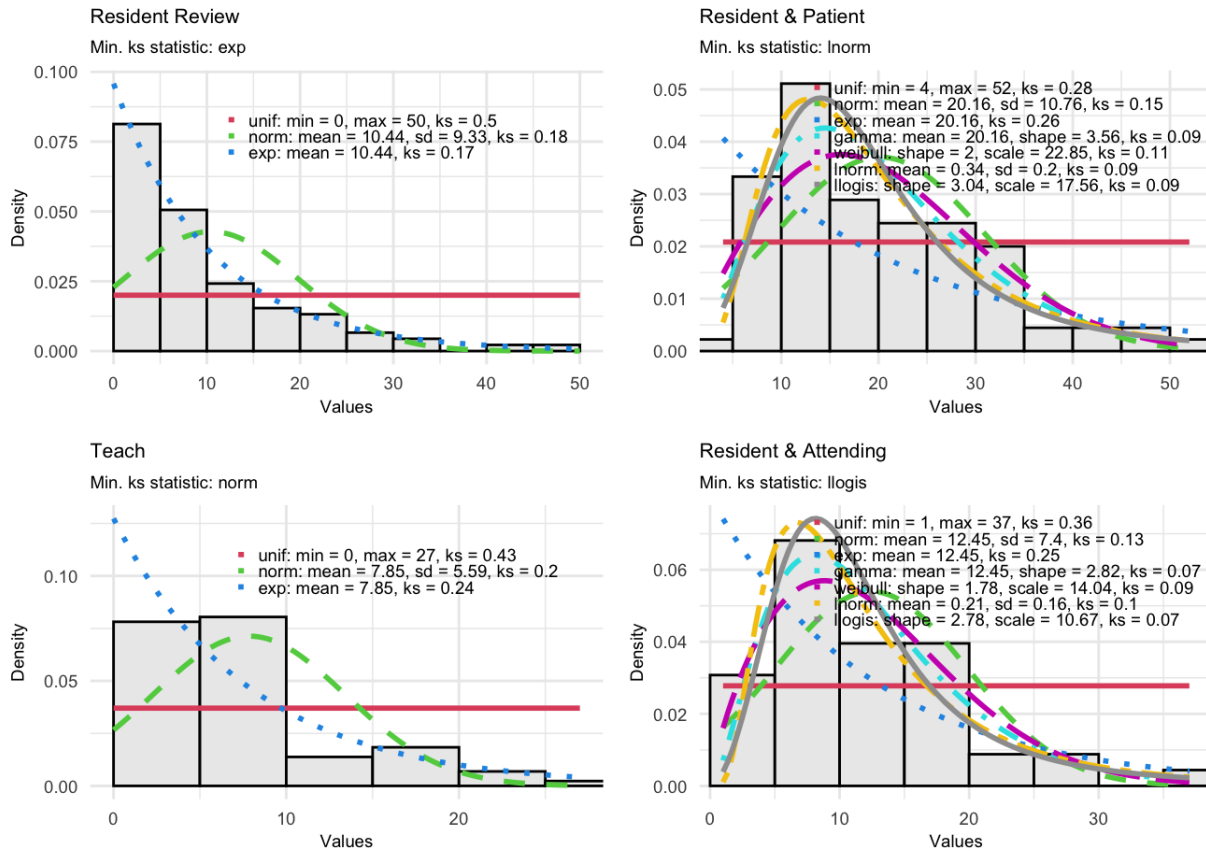 Resident Review
Min. ks statistic: exp
0.100
0.075
0.050
0.025
0.000
Density
unif: min = 0, max = 50, ks = 0.5
norm: mean = 10.44, sd = 9.33, ks = 0.18
exp: mean = 10.44, ks = 0.17
0 10 20 30 40 50
Values
Resident & Patient
Min. ks statistic: lnorm
0.05
0.04
0.03
0.02
0.01
0.00
Density
unif: min = 4, max = 52, ks = 0.28
norm: mean = 20.16, sd = 10.76, ks = 0.15
exp: mean = 20.16, ks = 0.26
gamma: mean = 20.16, shape = 3.56, ks = 0.09
weibull: shape = 2, scale = 22.85, ks = 0.11
lnorm: mean = 0.34, sd = 0.2, ks = 0.09
llogis: shape = 3.04, scale = 17.56, ks = 0.09
10 20 30 40 50
Values
Teach
Min. ks statistic: norm
0.10
0.05
0.00
Density
unif: min = 0, max = 27, ks = 0.43
norm: mean = 7.85, sd = 5.59, ks = 0.2
exp: mean = 7.85, ks = 0.24
0 10 20
Values
Resident & Attending
Min. ks statistic: llogis
0.06
0.04
0.02
0.00
Density
unif: min = 1, max = 37, ks = 0.36
norm: mean = 12.45, sd = 7.4, ks = 0.13
exp: mean = 12.45, ks = 0.25
gamma: mean = 12.45, shape = 2.82, ks = 0.07
weibull: shape = 1.78, scale = 14.04, ks = 0.09
lnorm: mean = 0.21, sd = 0.16, ks = 0.1
llogis: shape = 2.78, scale = 10.67, ks = 0.07
0 10 20 30
Values